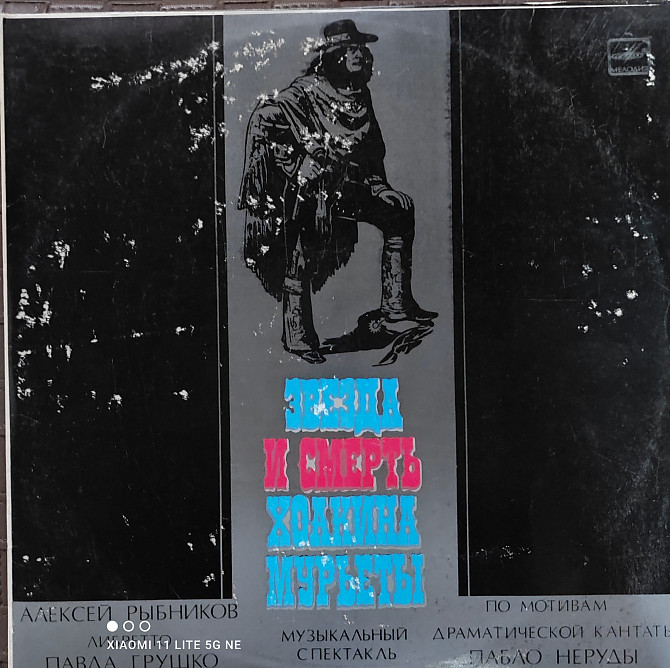 МЕЛОДИЯ
ЗВЕЗДА
И СМЕРТЬ
ХОАКИНА
МУРЬЕТЫ
АЛЕКСЕЙ РЫБНИКОВ
ЛИБРЕТТО
ПАВЛА ГРУШКО
МУЗЫКАЛЬНЫЙ
СПЕКТАКЛЬ
ПО МОТИВАМ
ДРАМАТИЧЕСКОЙ КАНТАТЫ
ПАБЛО НЕРУДЫ
XIAOMI 11 LITE 5G NE